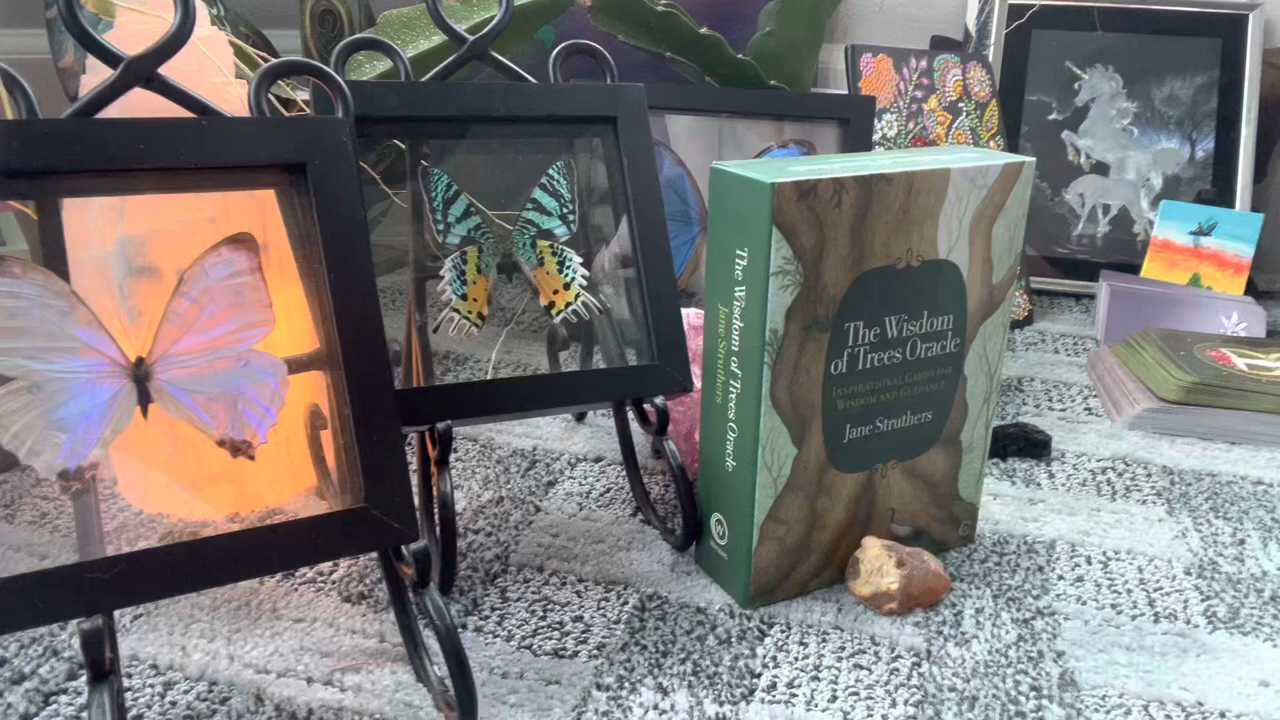 The Wisdom of Trees Oracle
Jane Struthers
The Wisdom
of Trees Oracle
Inspirational Cards for
Wisdom and Guidance
Jane Struthers